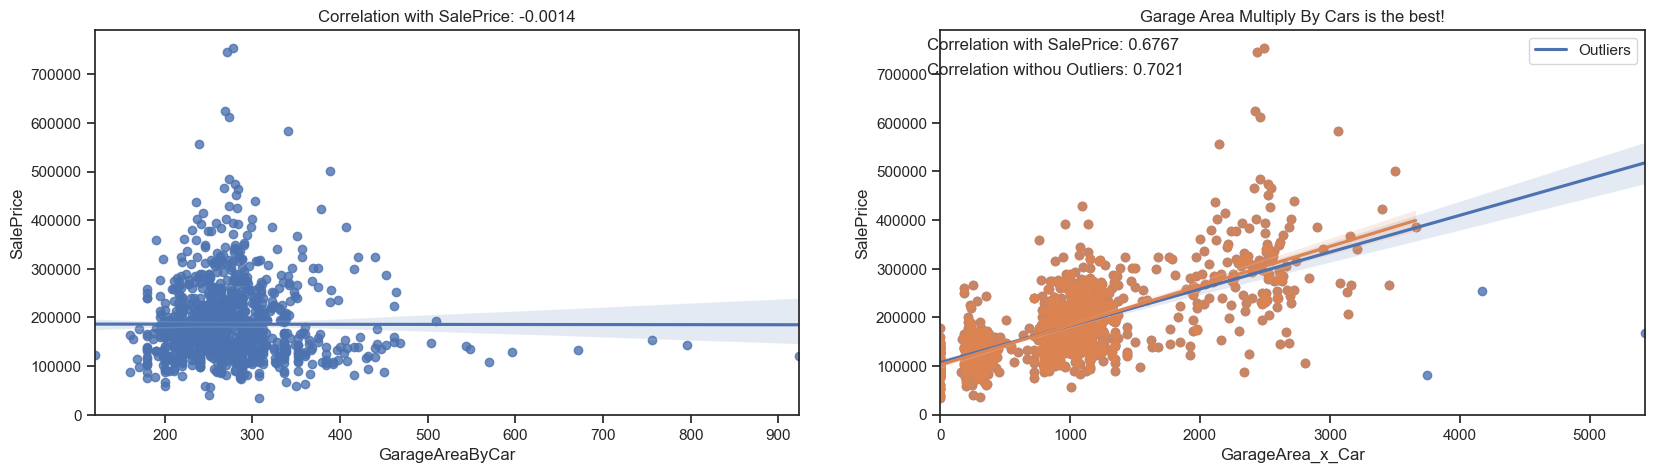 Correlation with SalePrice: -0.0014
SalePrice
700000
600000
500000
400000
300000
200000
100000
0
200 300 400 500 600 700 800 900
GarageAreaByCar
Garage Area Multiply By Cars is the best!
Correlation with SalePrice: 0.6767
Correlation withou Outliers: 0.7021
Outliers
SalePrice
700000
600000
500000
400000
300000
200000
100000
0
0 1000 2000 3000 4000 5000
GarageArea_x_Car